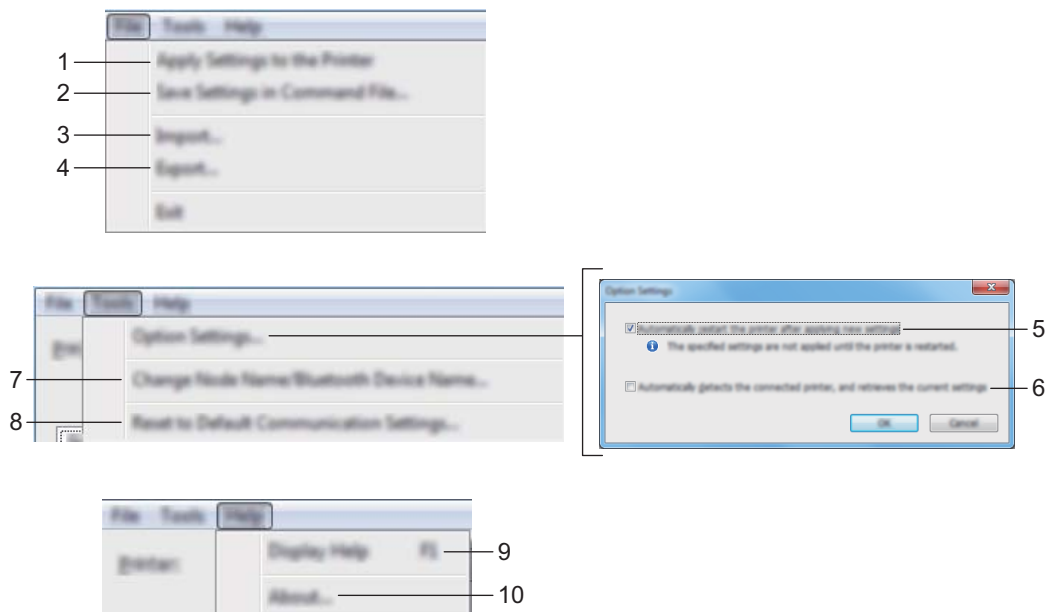 File Tools Help
1 Apply Settings to the Printer
2 Save Settings in Command File...
3 Import...
4 Export...
Exit
File Tools Help
Option Settings...
7 Change Node Name/Bluetooth Device Name...
8 Reset to Default Communication Settings...
Option Settings
Automatically restart the printer after applying new settings 5
The specified settings are not applied until the printer is restarted.
Automatically detects the connected printer, and retrieves the current settings 6
OK Cancel
File Tools Help
Printer:
Display Help F1 9
About... 10